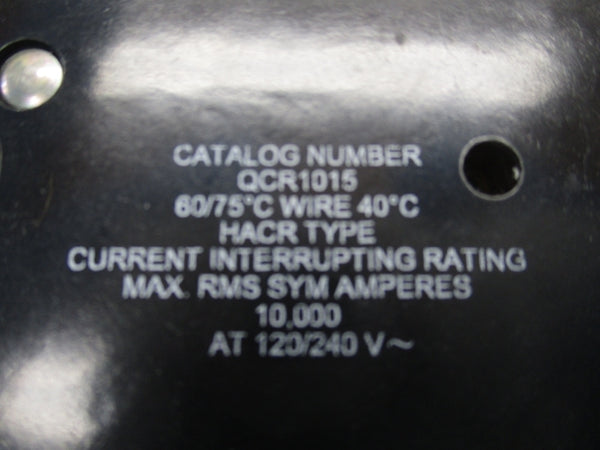 CATALOG NUMBER
QCR1015
60/75°C WIRE 40°C
HACR TYPE
CURRENT INTERRUPTING RATING
MAX. RMS SYM AMPERES
10,000
AT 120/240 V~